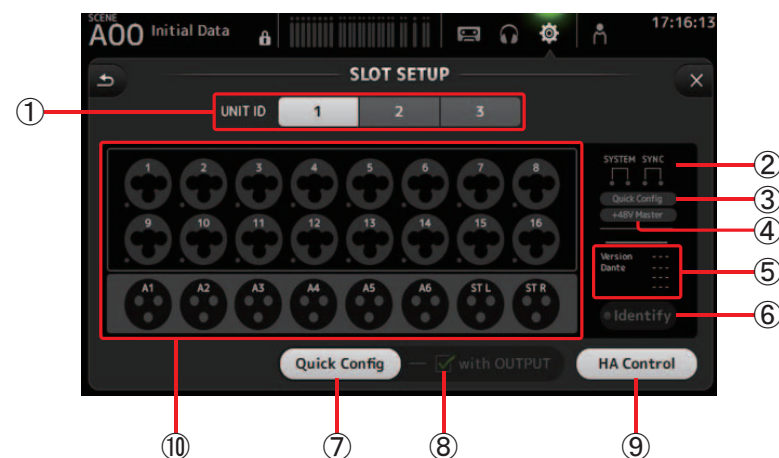 SCENE
A00 Initial Data
17:16:13
SLOT SETUP
① UNIT ID 1 2 3
1 2 3 4 5 6 7 8
9 10 11 12 13 14 15 16
A1 A2 A3 A4 A5 A6 ST L ST R
SYSTEM SYNC ②
Quick Config ③
+48V Master ④
Version - - -
Dante - - -
- - -
- - -
⑤
Identify ⑥
Quick Config with OUTPUT HA Control
⑩ ⑦ ⑧ ⑨